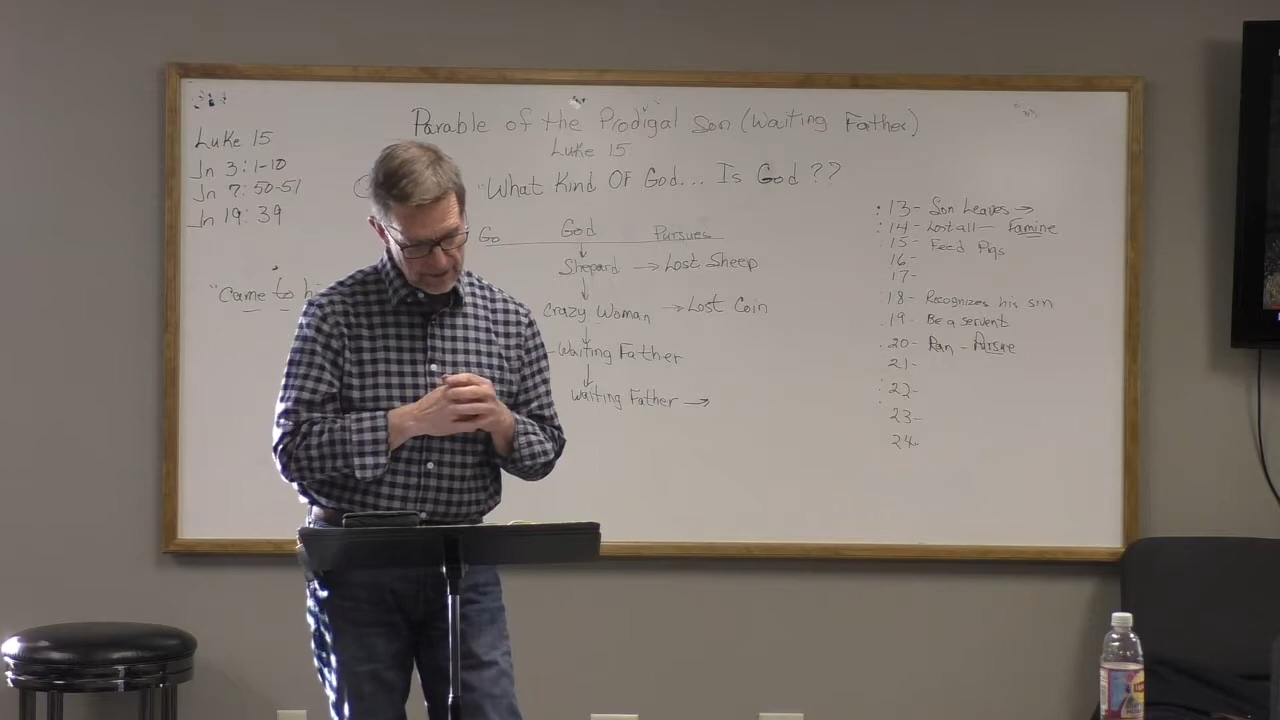 Parable of the Prodigal Son (Waiting Father)
Luke 15
Luke 15
Jn 3:1-10
Jn 7:50-51
Jn 19:39
"Came to
"What Kind Of God... Is God??
Go God Pursues
Shepard → Lost Sheep
Crazy Woman → Lost Coin
Waiting Father
Waiting Father →
13- Son Leaves →
14- Lost all - Famine
15- Feed Pigs
16-
17-
18- Recognizes his sin
19- Be a servent
20- Ran - Pursue
21-
22-
23-
24-